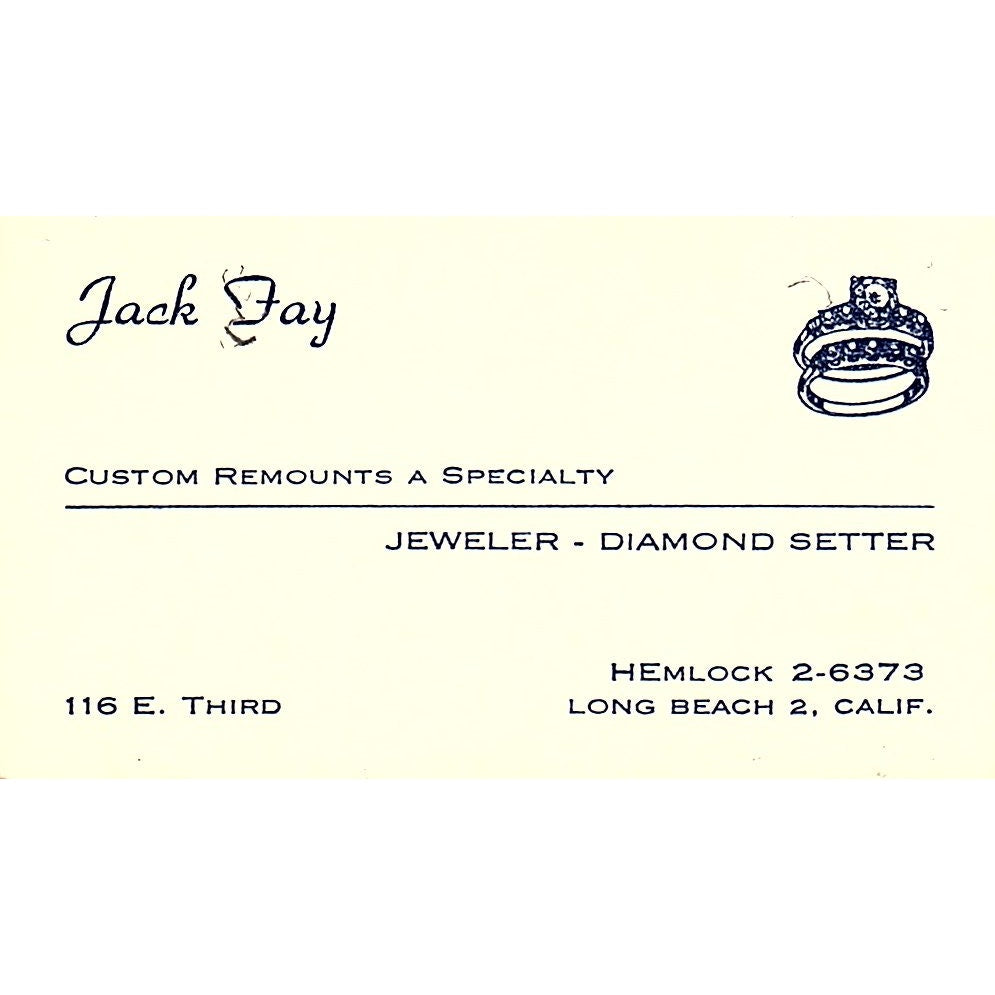 Jack Fay
Custom Remounts a Specialty
JEWELER - DIAMOND SETTER
HEmlock 2-6373
116 E. Third
LONG BEACH 2, CALIF.